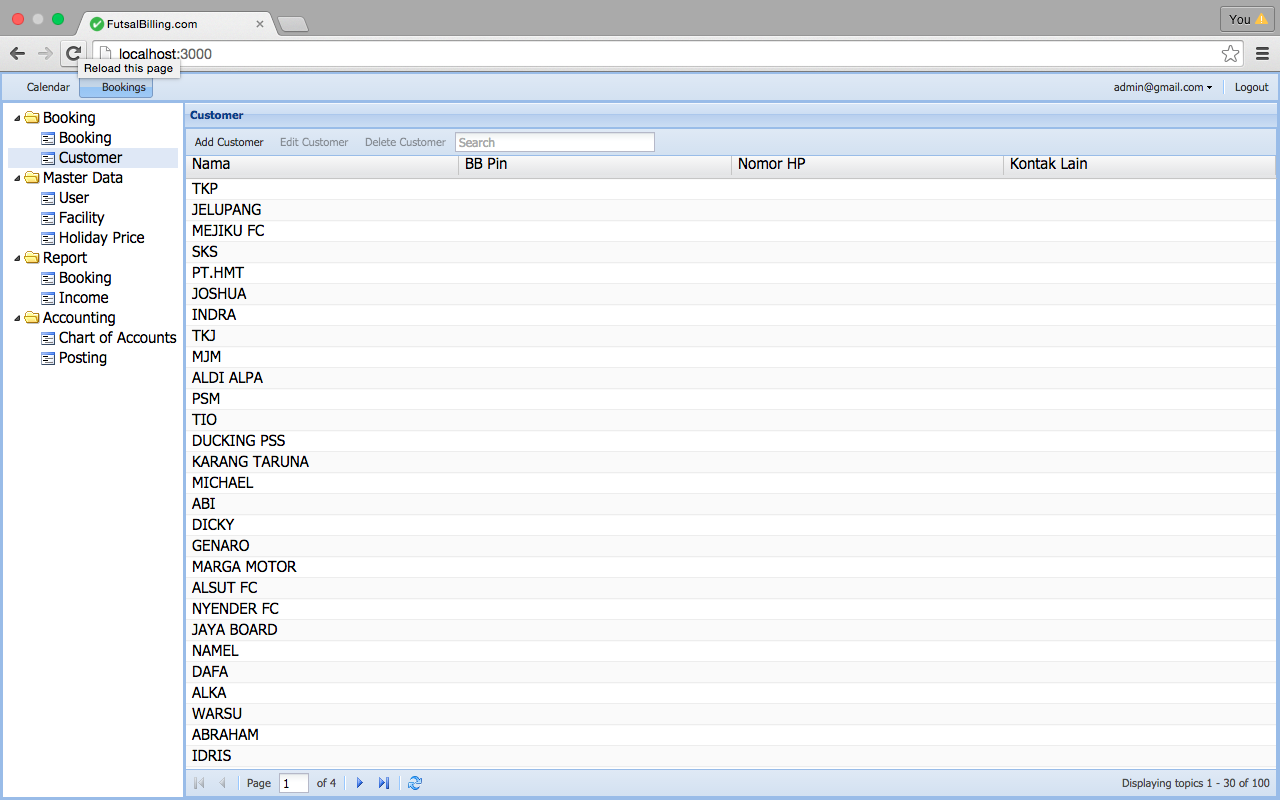 FutsalBilling.com
You
localhost:3000
Reload this page
Calendar Bookings admin@gmail.com Logout
Booking
Booking
Customer
Master Data
User
Facility
Holiday Price
Report
Booking
Income
Accounting
Chart of Accounts
Posting
Customer
Add Customer Edit Customer Delete Customer Search
Nama BB Pin Nomor HP Kontak Lain
TKP
JELUPANG
MEJIKU FC
SKS
PT.HMT
JOSHUA
INDRA
TKJ
MJM
ALDI ALPA
PSM
TIO
DUCKING PSS
KARANG TARUNA
MICHAEL
ABI
DICKY
GENARO
MARGA MOTOR
ALSUT FC
NYENDER FC
JAYA BOARD
NAMEL
DAFA
ALKA
WARSU
ABRAHAM
IDRIS
Page 1 of 4 Displaying topics 1 - 30 of 100